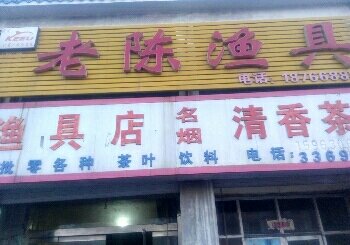 老陈渔具
电话 18766688
渔具店 名烟 清香茶
批零各种 茶叶 饮料 电话:3369